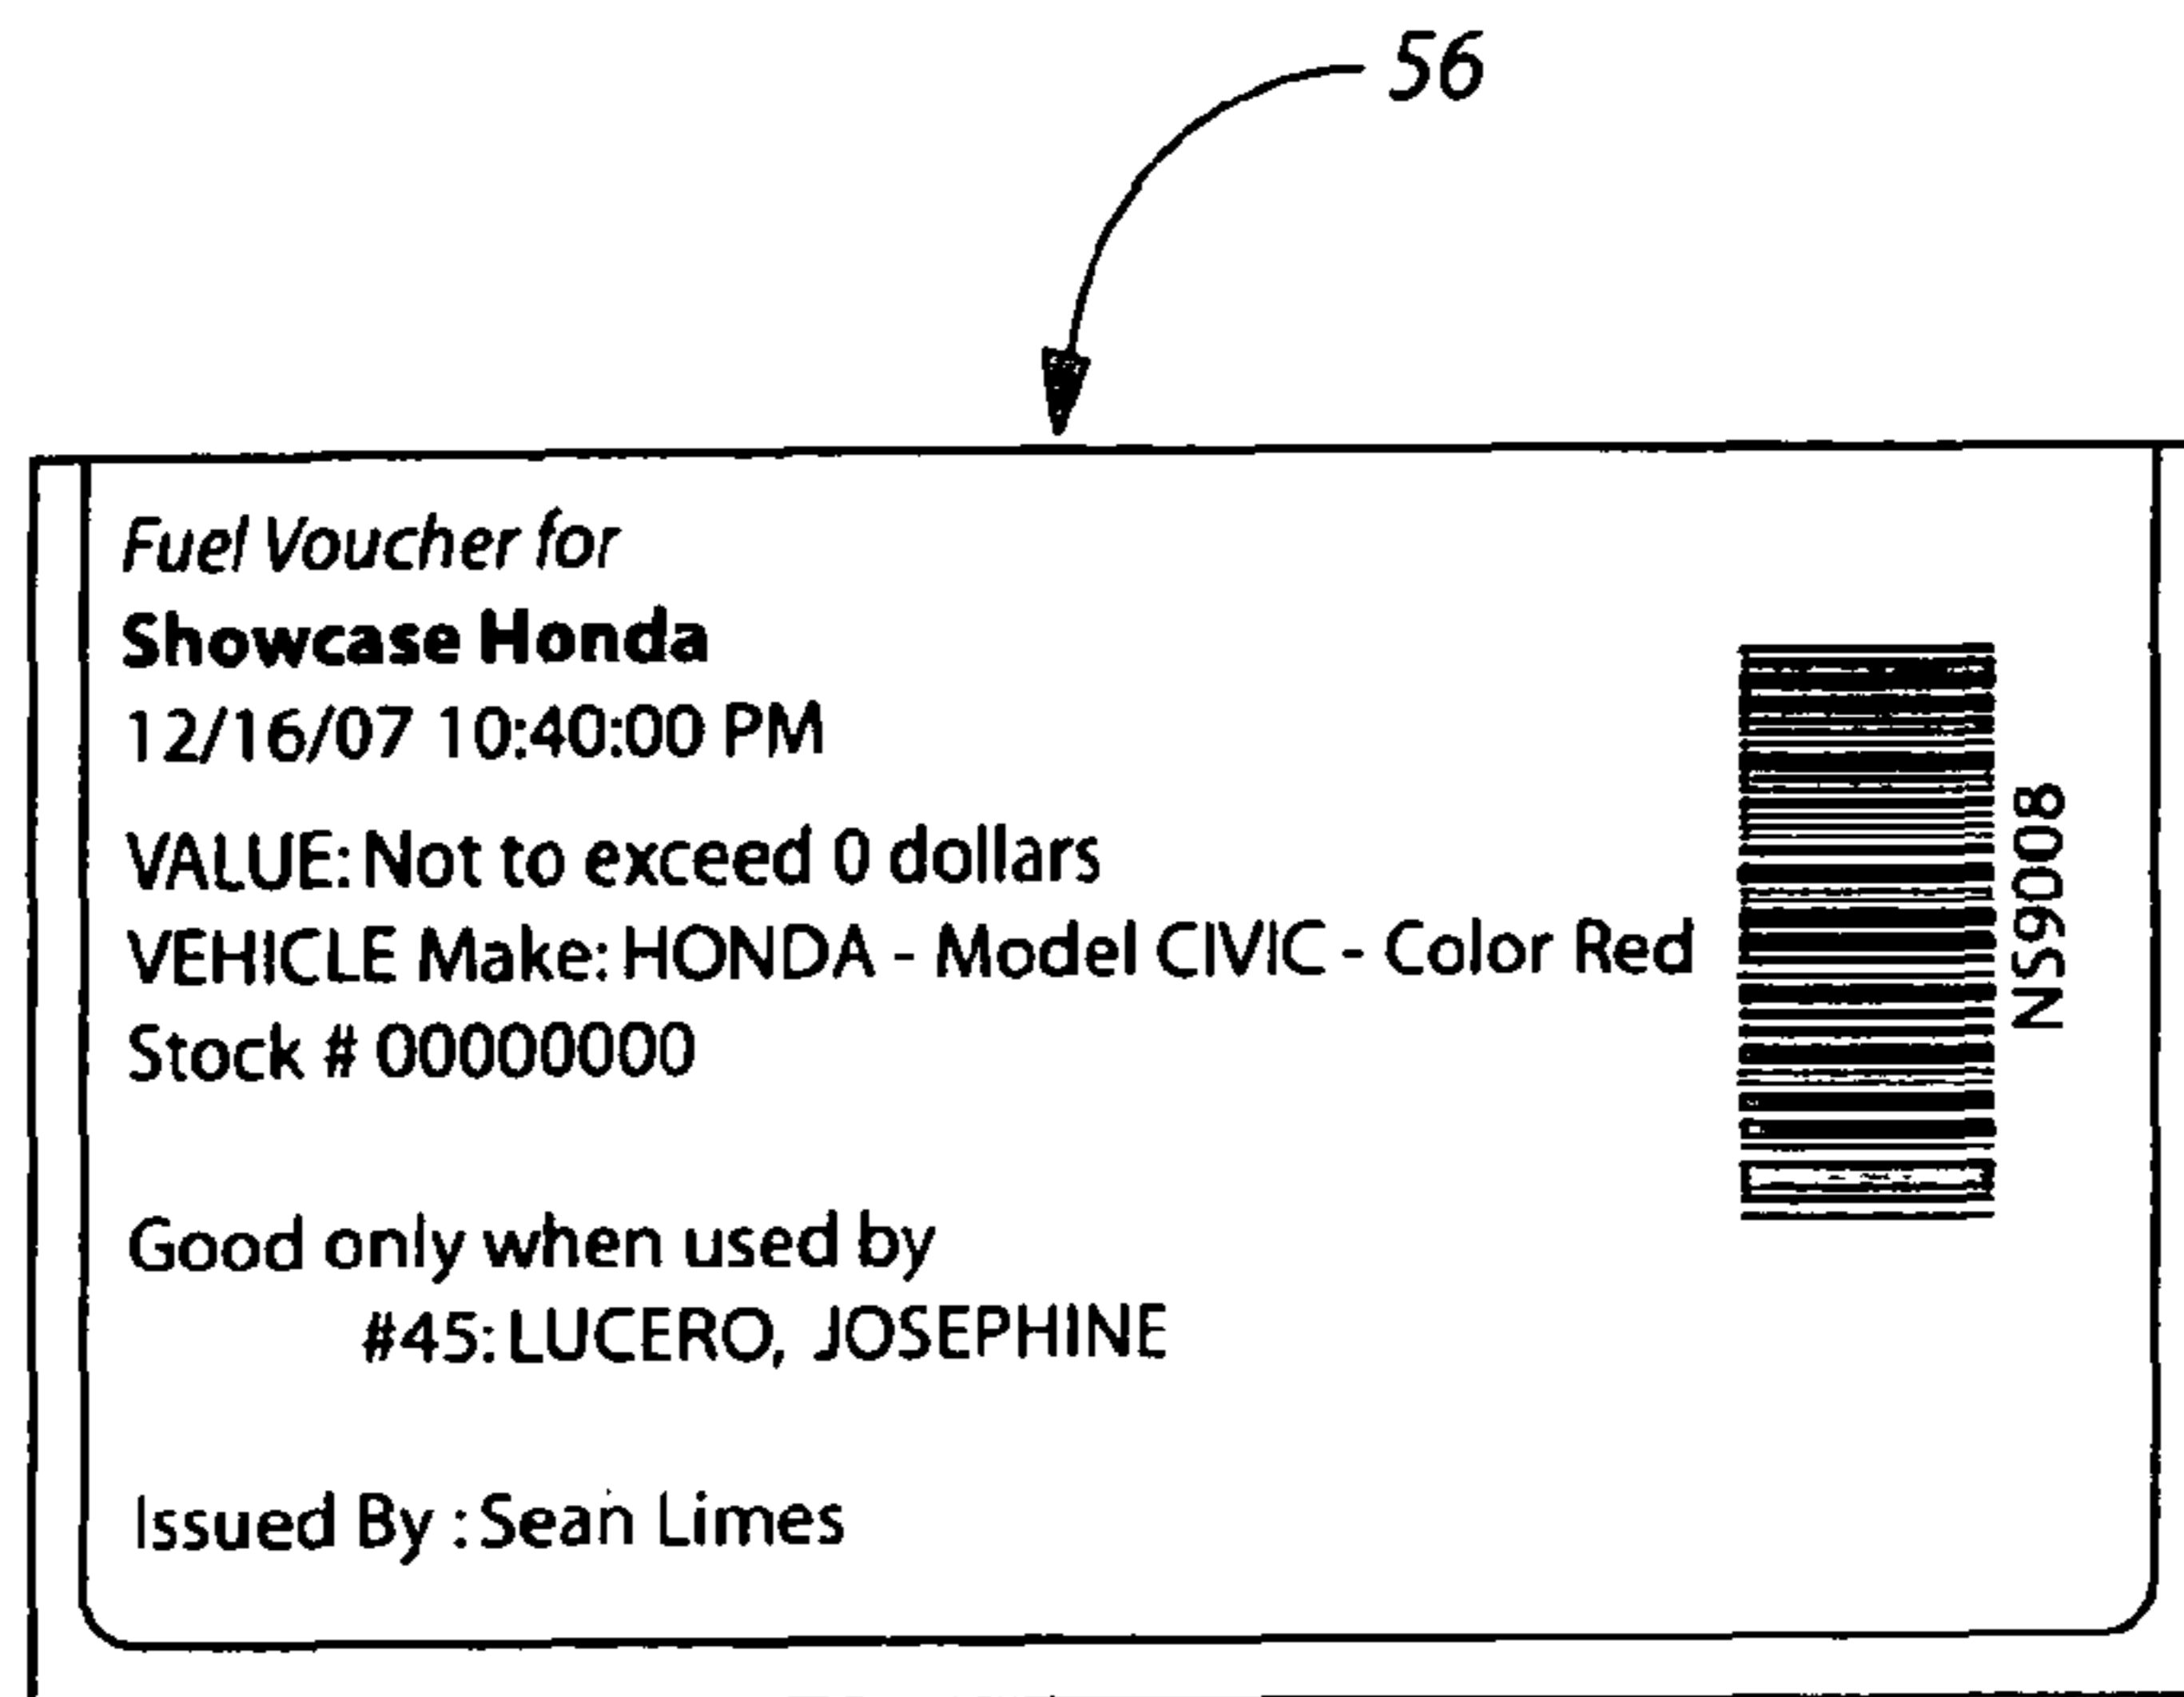 56
Fuel Voucher for
Showcase Honda
12/16/07 10:40:00 PM
VALUE: Not to exceed 0 dollars
VEHICLE Make: HONDA - Model CIVIC - Color Red
Stock # 00000000
NS9008
Good only when used by
#45: LUCERO, JOSEPHINE
Issued By : Sean Limes